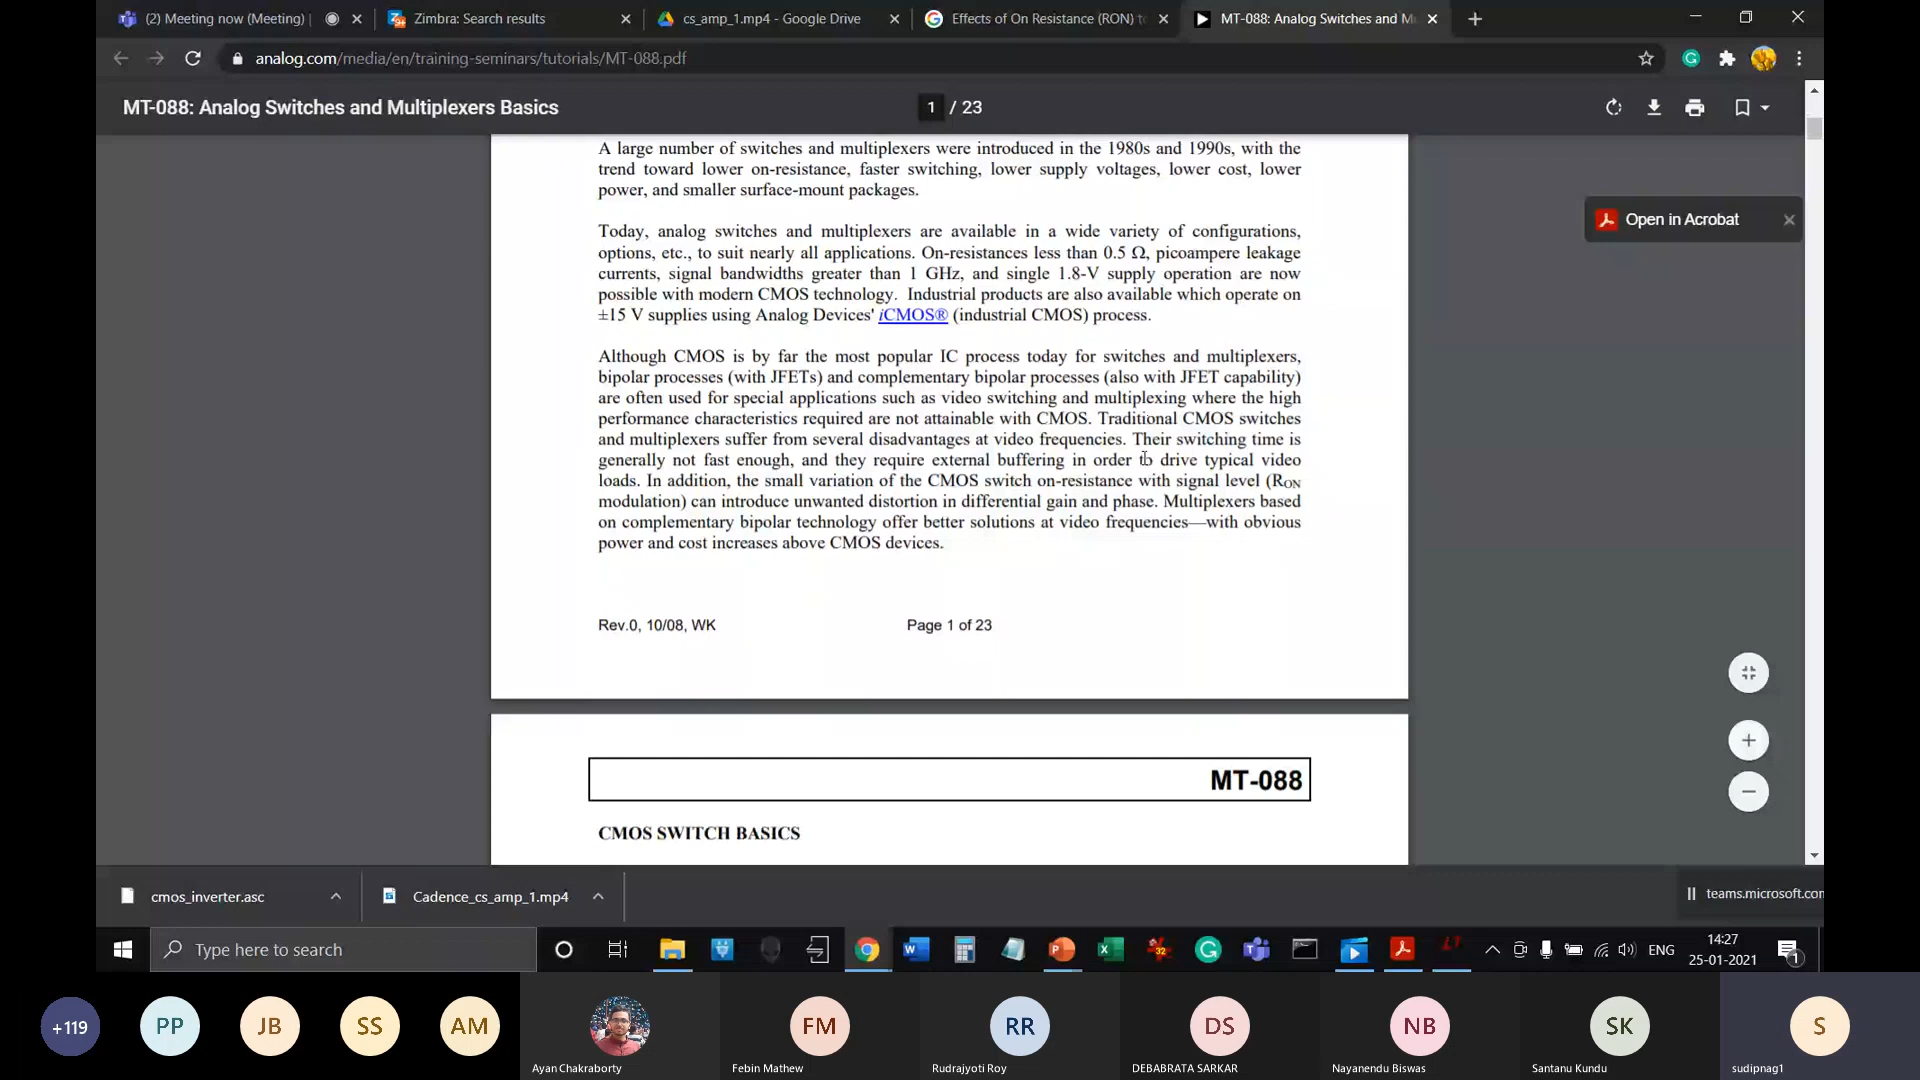 (2) Meeting now (Meeting) |
Zimbra: Search results
cs_amp_1.mp4 - Google Drive
Effects of On Resistance (RON) to
MT-088: Analog Switches and M
analog.com/media/en/training-seminars/tutorials/MT-088.pdf
MT-088: Analog Switches and Multiplexers Basics
1 / 23
A large number of switches and multiplexers were introduced in the 1980s and 1990s, with the
trend toward lower on-resistance, faster switching, lower supply voltages, lower cost, lower
power, and smaller surface-mount packages.
Open in Acrobat
Today, analog switches and multiplexers are available in a wide variety of configurations,
options, etc., to suit nearly all applications. On-resistances less than 0.5 Ω, picoampere leakage
currents, signal bandwidths greater than 1 GHz, and single 1.8-V supply operation are now
possible with modern CMOS technology.  Industrial products are also available which operate on
±15 V supplies using Analog Devices' iCMOS® (industrial CMOS) process.
Although CMOS is by far the most popular IC process today for switches and multiplexers,
bipolar processes (with JFETs) and complementary bipolar processes (also with JFET capability)
are often used for special applications such as video switching and multiplexing where the high
performance characteristics required are not attainable with CMOS. Traditional CMOS switches
and multiplexers suffer from several disadvantages at video frequencies. Their switching time is
generally not fast enough, and they require external buffering in order to drive typical video
loads. In addition, the small variation of the CMOS switch on-resistance with signal level (RON
modulation) can introduce unwanted distortion in differential gain and phase. Multiplexers based
on complementary bipolar technology offer better solutions at video frequencies—with obvious
power and cost increases above CMOS devices.
Rev.0, 10/08, WK
Page 1 of 23
MT-088
CMOS SWITCH BASICS
cmos_inverter.asc
Cadence_cs_amp_1.mp4
teams.microsoft.com
Type here to search
ENG
14:27
25-01-2021
1
+119
PP
JB
SS
AM
FM
RR
DS
NB
SK
S
Ayan Chakraborty
Febin Mathew
Rudrajyoti Roy
DEBABRATA SARKAR
Nayanendu Biswas
Santanu Kundu
sudipnag1